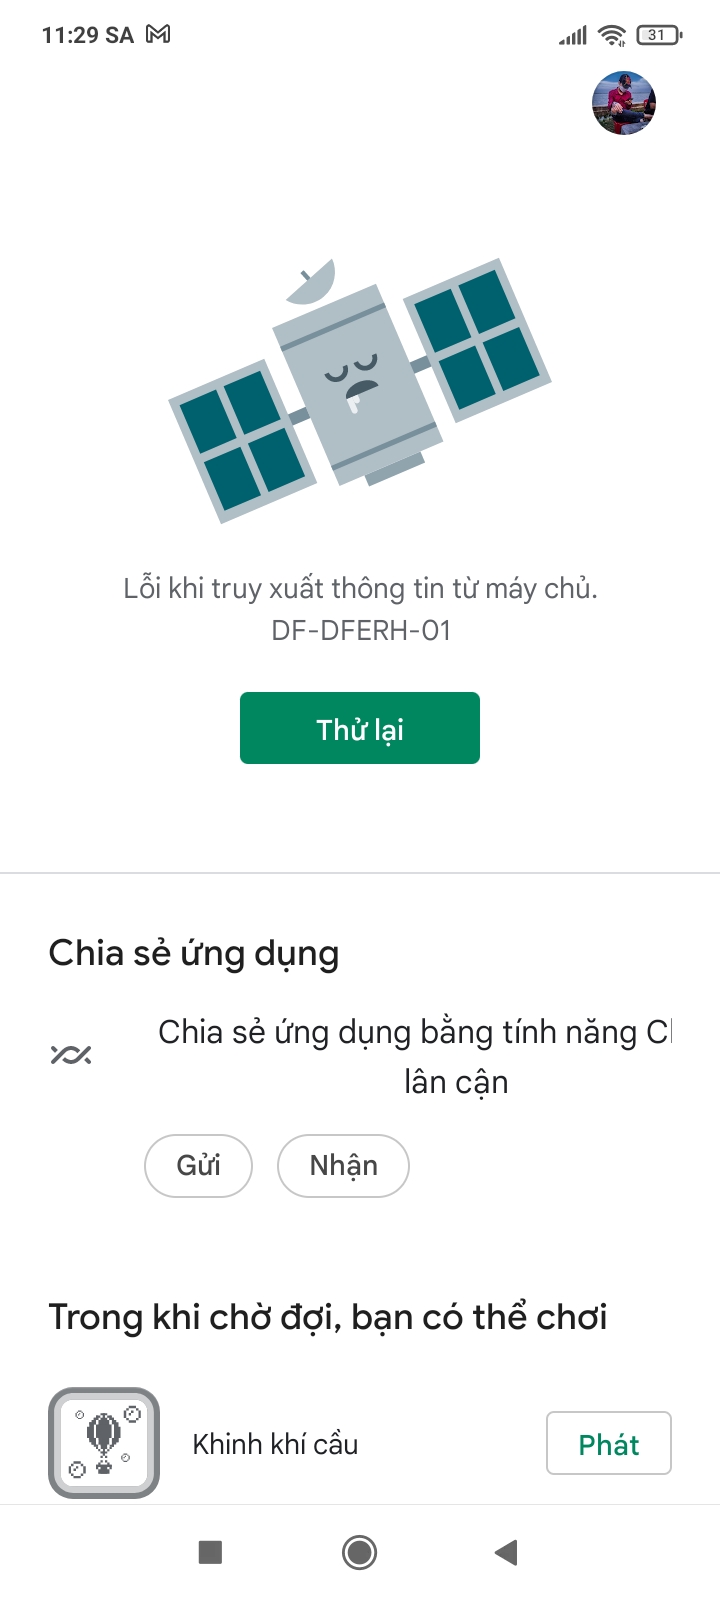 11:29 SA
31
Lỗi khi truy xuất thông tin từ máy chủ.
DF-DFERH-01
Thử lại
Chia sẻ ứng dụng
Chia sẻ ứng dụng bằng tính năng C
lân cận
Gửi
Nhận
Trong khi chờ đợi, bạn có thể chơi
Khinh khí cầu
Phát